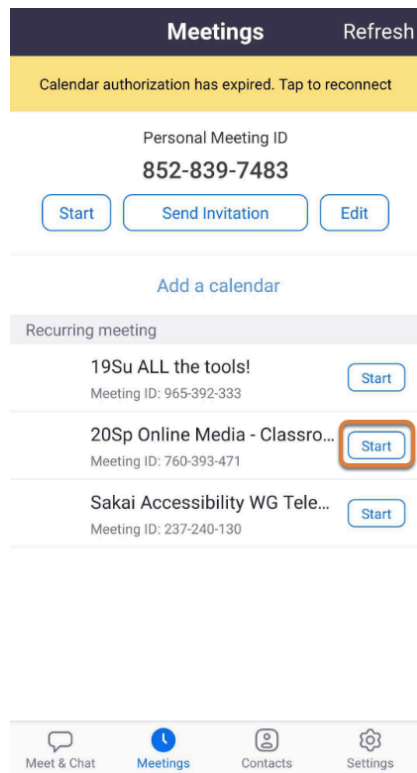 Meetings Refresh
Calendar authorization has expired. Tap to reconnect
Personal Meeting ID
852-839-7483
Start Send Invitation Edit
Add a calendar
Recurring meeting
19Su ALL the tools!
Start
Meeting ID: 965-392-333
20Sp Online Media - Classro...
Start
Meeting ID: 760-393-471
Sakai Accessibility WG Tele...
Start
Meeting ID: 237-240-130
Meet & Chat Meetings Contacts Settings